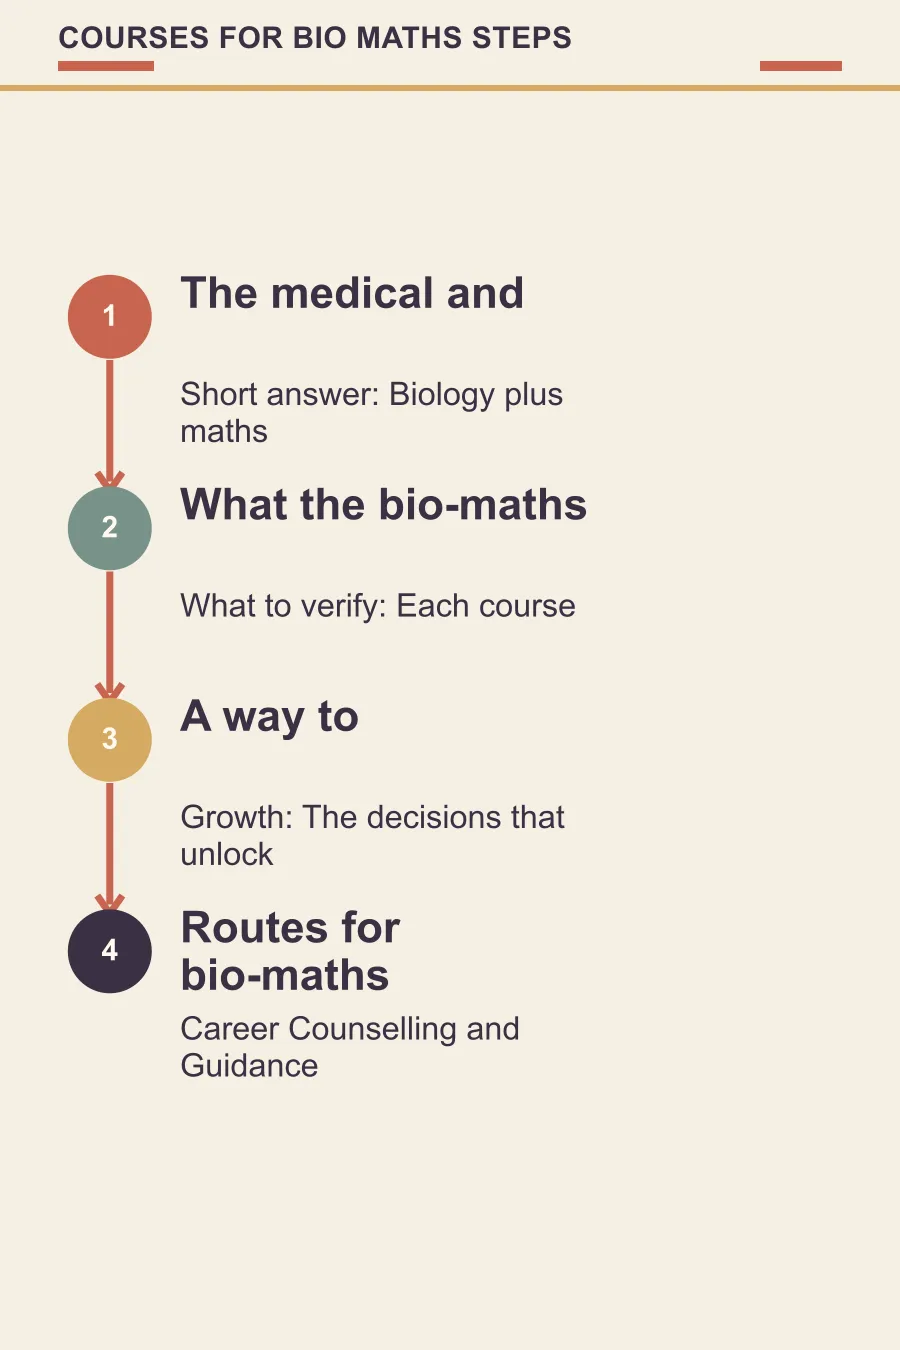 COURSES FOR BIO MATHS STEPS
1
The medical and
Short answer: Biology plus
maths
2
What the bio-maths
What to verify: Each course
3
A way to
Growth: The decisions that
unlock
4
Routes for
bio-maths
Career Counselling and
Guidance